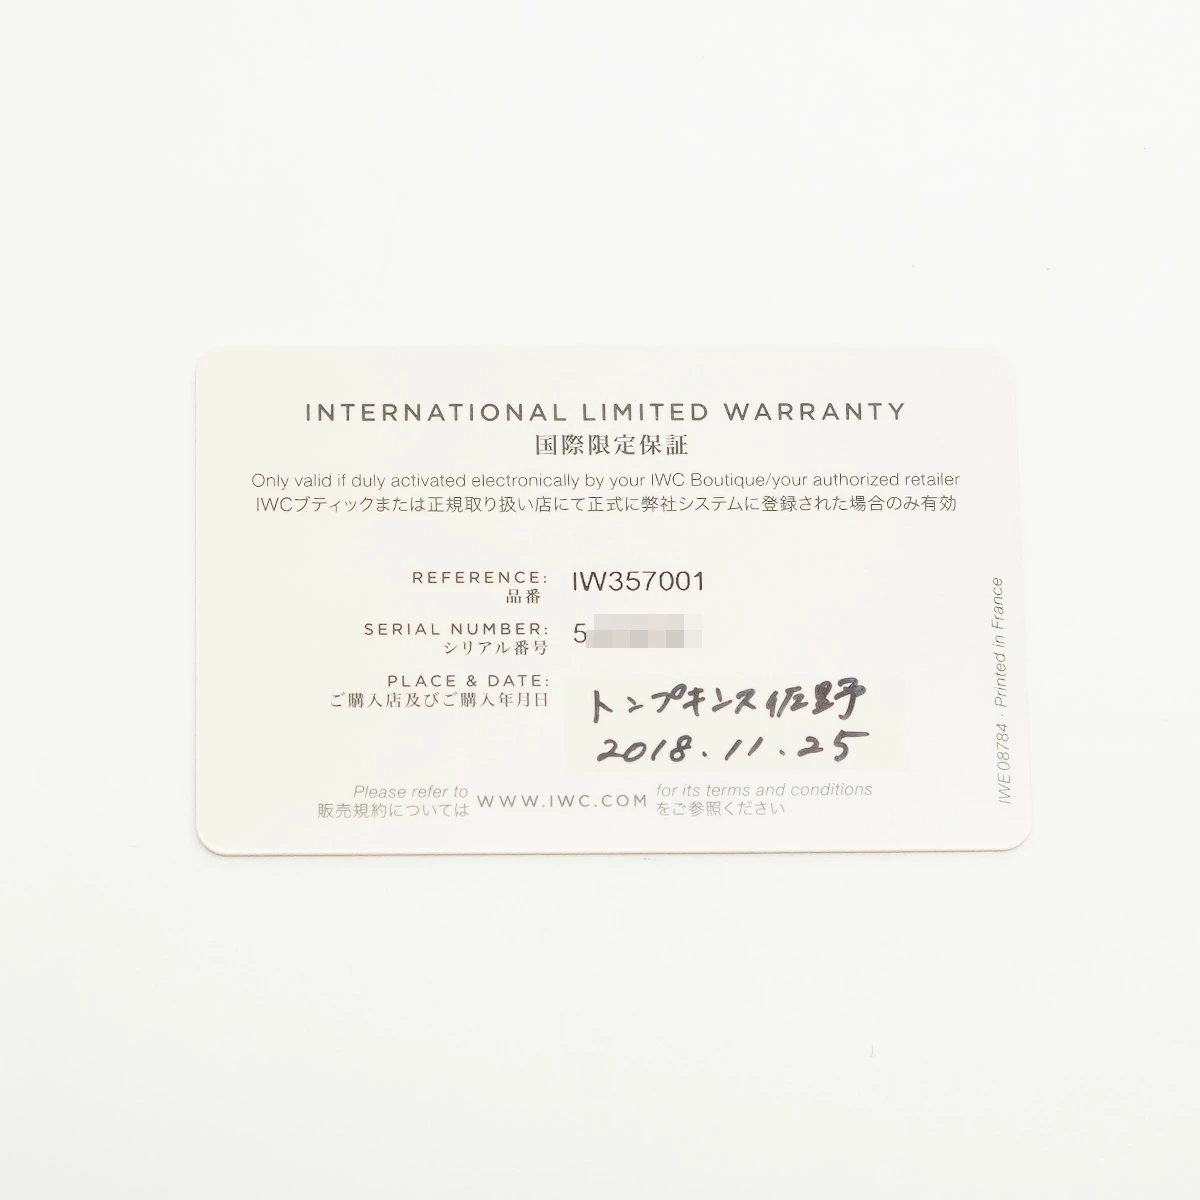 INTERNATIONAL LIMITED WARRANTY
国際限定保証
Only valid if duly activated electronically by your IWC Boutique/your authorized retailer
IWCブティックまたは正規取り扱い店にて正式に弊社システムに登録された場合のみ有効
REFERENCE: IW357001
品番
SERIAL NUMBER: 5
シリアル番号
PLACE & DATE:
ご購入店及びご購入年月日
トンプキンス佐野
2018.11.25
Please refer to
販売規約については
WWW.IWC.COM
for its terms and conditions
をご参照ください
IWE08784 · Printed in France